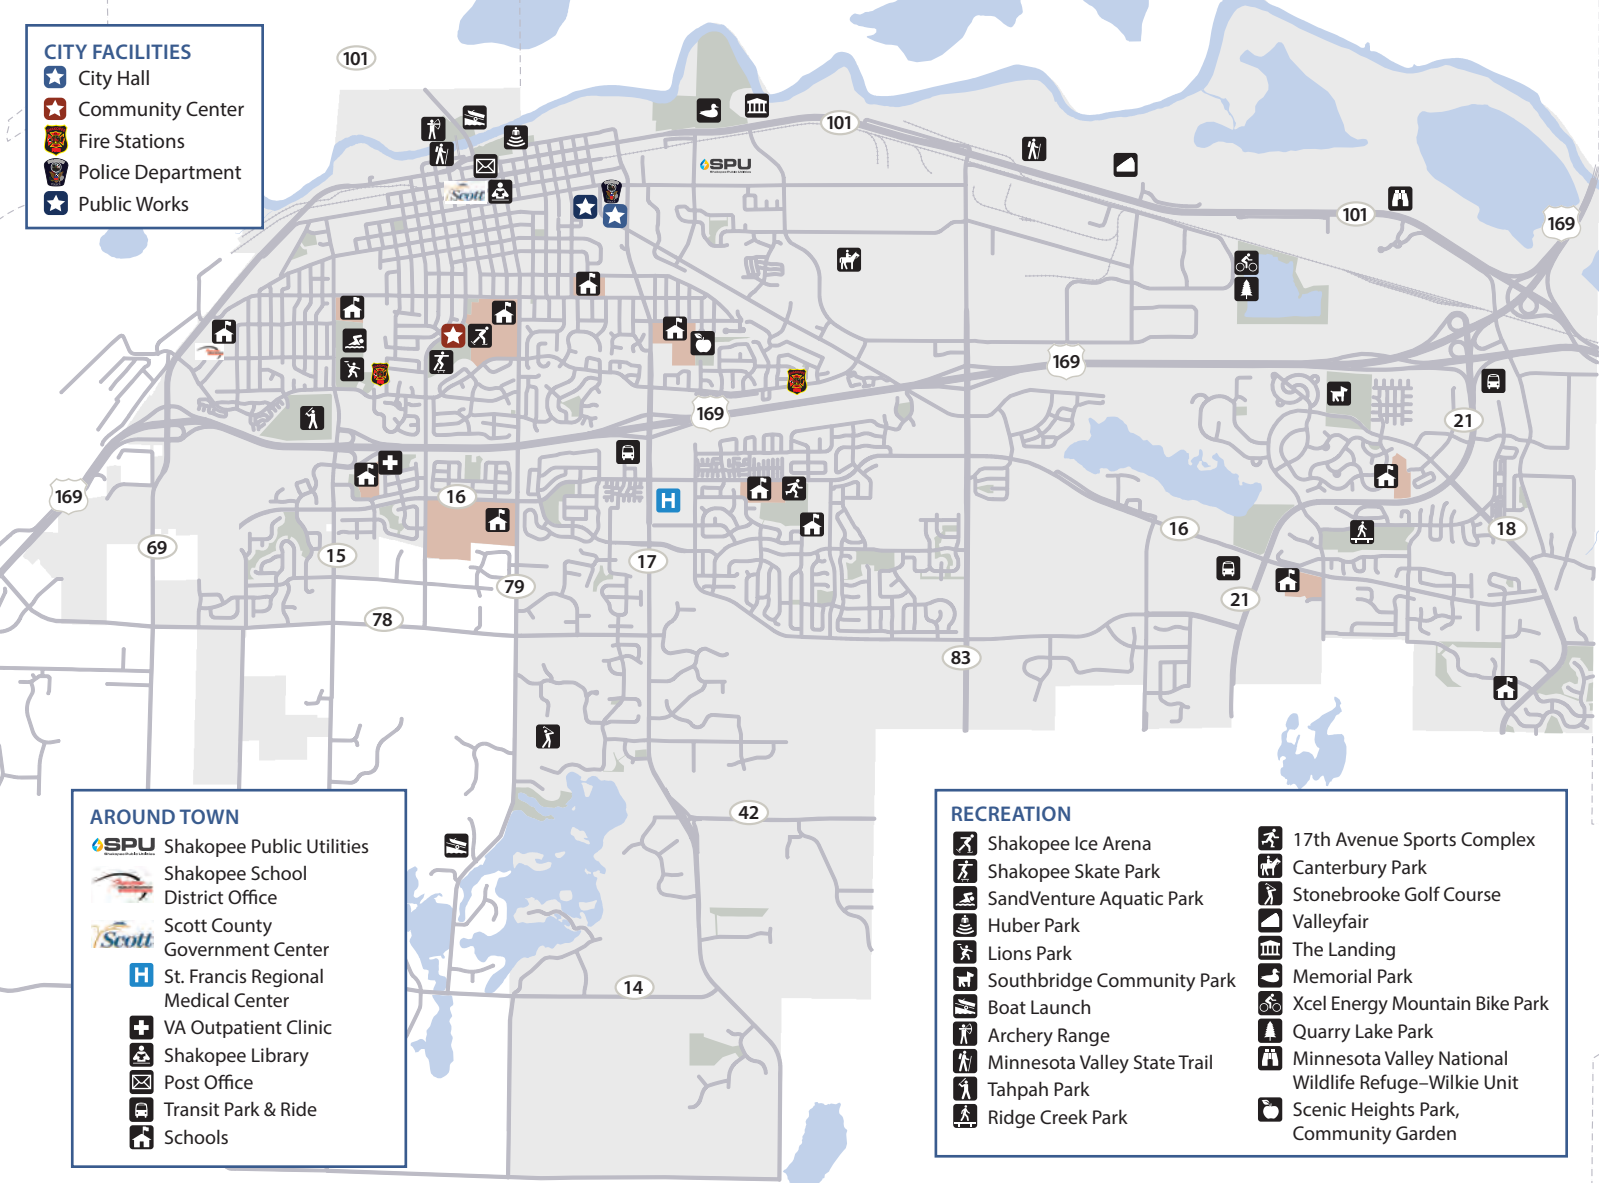 CITY FACILITIES
City Hall
Community Center
Fire Stations
Police Department
Public Works
101
101
SPU
Scott
101
169
169
169
21
169
16
16
18
69
15
17
79
21
78
83
42
14
AROUND TOWN
SPU
Shakopee Public Utilities
Shakopee Public Utilities
Shakopee School
District Office
Scott
Scott County
Government Center
H
St. Francis Regional
Medical Center
VA Outpatient Clinic
Shakopee Library
Post Office
Transit Park & Ride
Schools
H
RECREATION
Shakopee Ice Arena
Shakopee Skate Park
SandVenture Aquatic Park
Huber Park
Lions Park
Southbridge Community Park
Boat Launch
Archery Range
Minnesota Valley State Trail
Tahpah Park
Ridge Creek Park
17th Avenue Sports Complex
Canterbury Park
Stonebrooke Golf Course
Valleyfair
The Landing
Memorial Park
Xcel Energy Mountain Bike Park
Quarry Lake Park
Minnesota Valley National
Wildlife Refuge–Wilkie Unit
Scenic Heights Park,
Community Garden